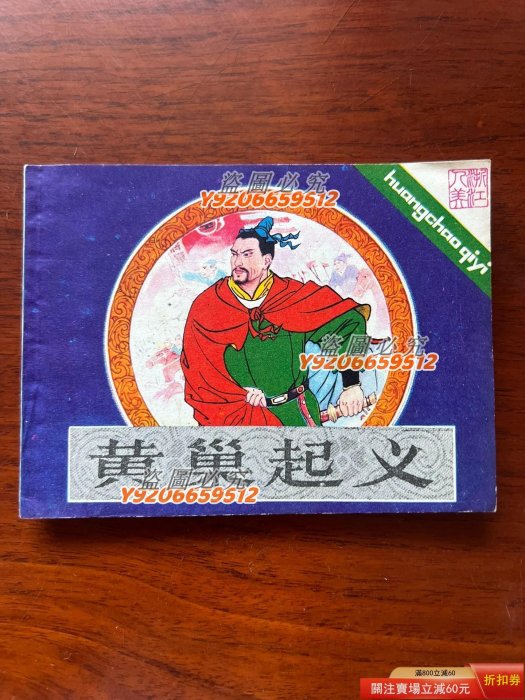 浙江
人美
huangchao qiyi
盜圖必究
Y9206659512
盜圖必究
Y9206659512
黄巢起义
盜圖必究
Y9206659512
滿800立減60
關注賣場立減60元
折扣券